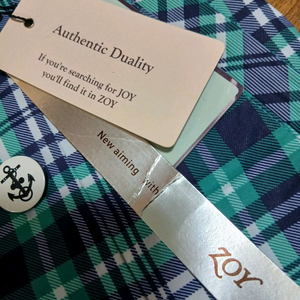 Authentic Duality
If you're searching for JOY
you'll find it in ZOY
New aiming with
ZOY